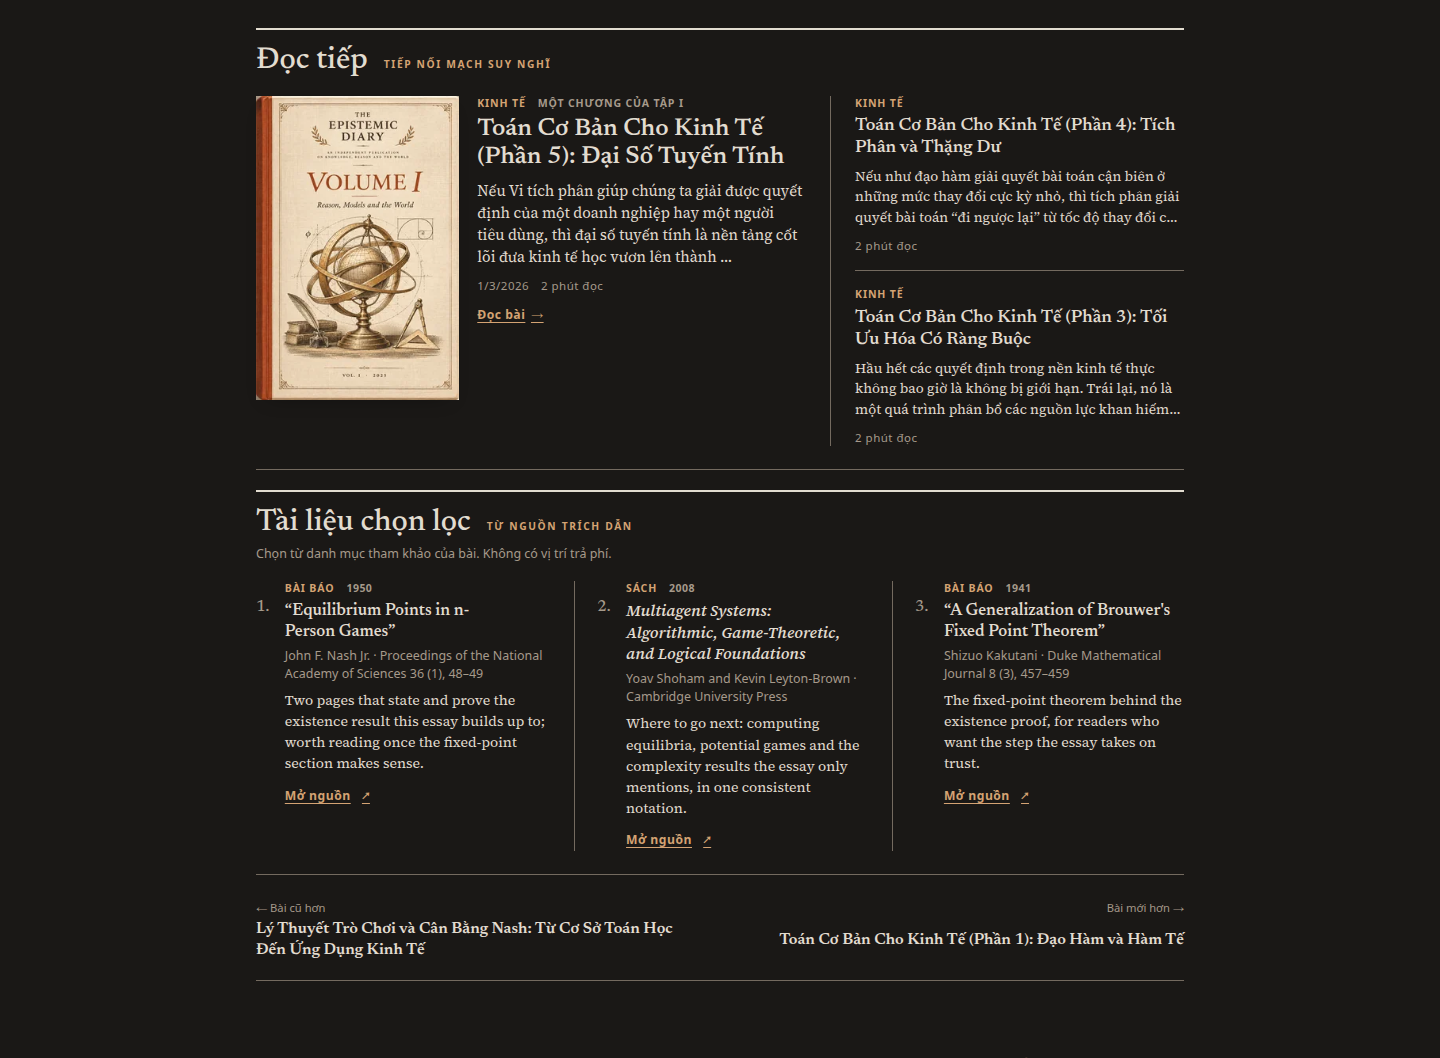 Đọc tiếp TIẾP NỐI MẠCH SUY NGHĨ
THE
EPISTEMIC
DIARY
AN INDEPENDENT PUBLICATION
ON KNOWLEDGE, BELIEF AND THE WORLD
VOLUME I
Reason, Models and the World
VOL. I · 2025
KINH TẾ MỘT CHƯƠNG CỦA TẬP I
Toán Cơ Bản Cho Kinh Tế
(Phần 5): Đại Số Tuyến Tính
Nếu Vi tích phân giúp chúng ta giải được quyết
định của một doanh nghiệp hay một người
tiêu dùng, thì đại số tuyến tính là nền tảng cốt
lõi đưa kinh tế học vươn lên thành ...
1/3/2026 2 phút đọc
Đọc bài →
KINH TẾ
Toán Cơ Bản Cho Kinh Tế (Phần 4): Tích
Phân và Thặng Dư
Nếu như đạo hàm giải quyết bài toán cận biên ở
những mức thay đổi cực kỳ nhỏ, thì tích phân giải
quyết bài toán “đi ngược lại” từ tốc độ thay đổi c...
2 phút đọc
KINH TẾ
Toán Cơ Bản Cho Kinh Tế (Phần 3): Tối
Ưu Hóa Có Ràng Buộc
Hầu hết các quyết định trong nền kinh tế thực
không bao giờ là không bị giới hạn. Trái lại, nó là
một quá trình phân bổ các nguồn lực khan hiếm...
2 phút đọc
Tài liệu chọn lọc TỪ NGUỒN TRÍCH DẪN
Chọn từ danh mục tham khảo của bài. Không có vị trí trả phí.
BÀI BÁO 1950
1. “Equilibrium Points in n-
Person Games”
John F. Nash Jr. · Proceedings of the National
Academy of Sciences 36 (1), 48–49
Two pages that state and prove the
existence result this essay builds up to;
worth reading once the fixed-point
section makes sense.
Mở nguồn ↗
SÁCH 2008
2. Multiagent Systems:
Algorithmic, Game-Theoretic,
and Logical Foundations
Yoav Shoham and Kevin Leyton-Brown ·
Cambridge University Press
Where to go next: computing
equilibria, potential games and the
complexity results the essay only
mentions, in one consistent
notation.
Mở nguồn ↗
BÀI BÁO 1941
3. “A Generalization of Brouwer's
Fixed Point Theorem”
Shizuo Kakutani · Duke Mathematical
Journal 8 (3), 457–459
The fixed-point theorem behind the
existence proof, for readers who
want the step the essay takes on
trust.
Mở nguồn ↗
← Bài cũ hơn
Lý Thuyết Trò Chơi và Cân Bằng Nash: Từ Cơ Sở Toán Học
Đến Ứng Dụng Kinh Tế
Bài mới hơn →
Toán Cơ Bản Cho Kinh Tế (Phần 1): Đạo Hàm và Hàm Tế